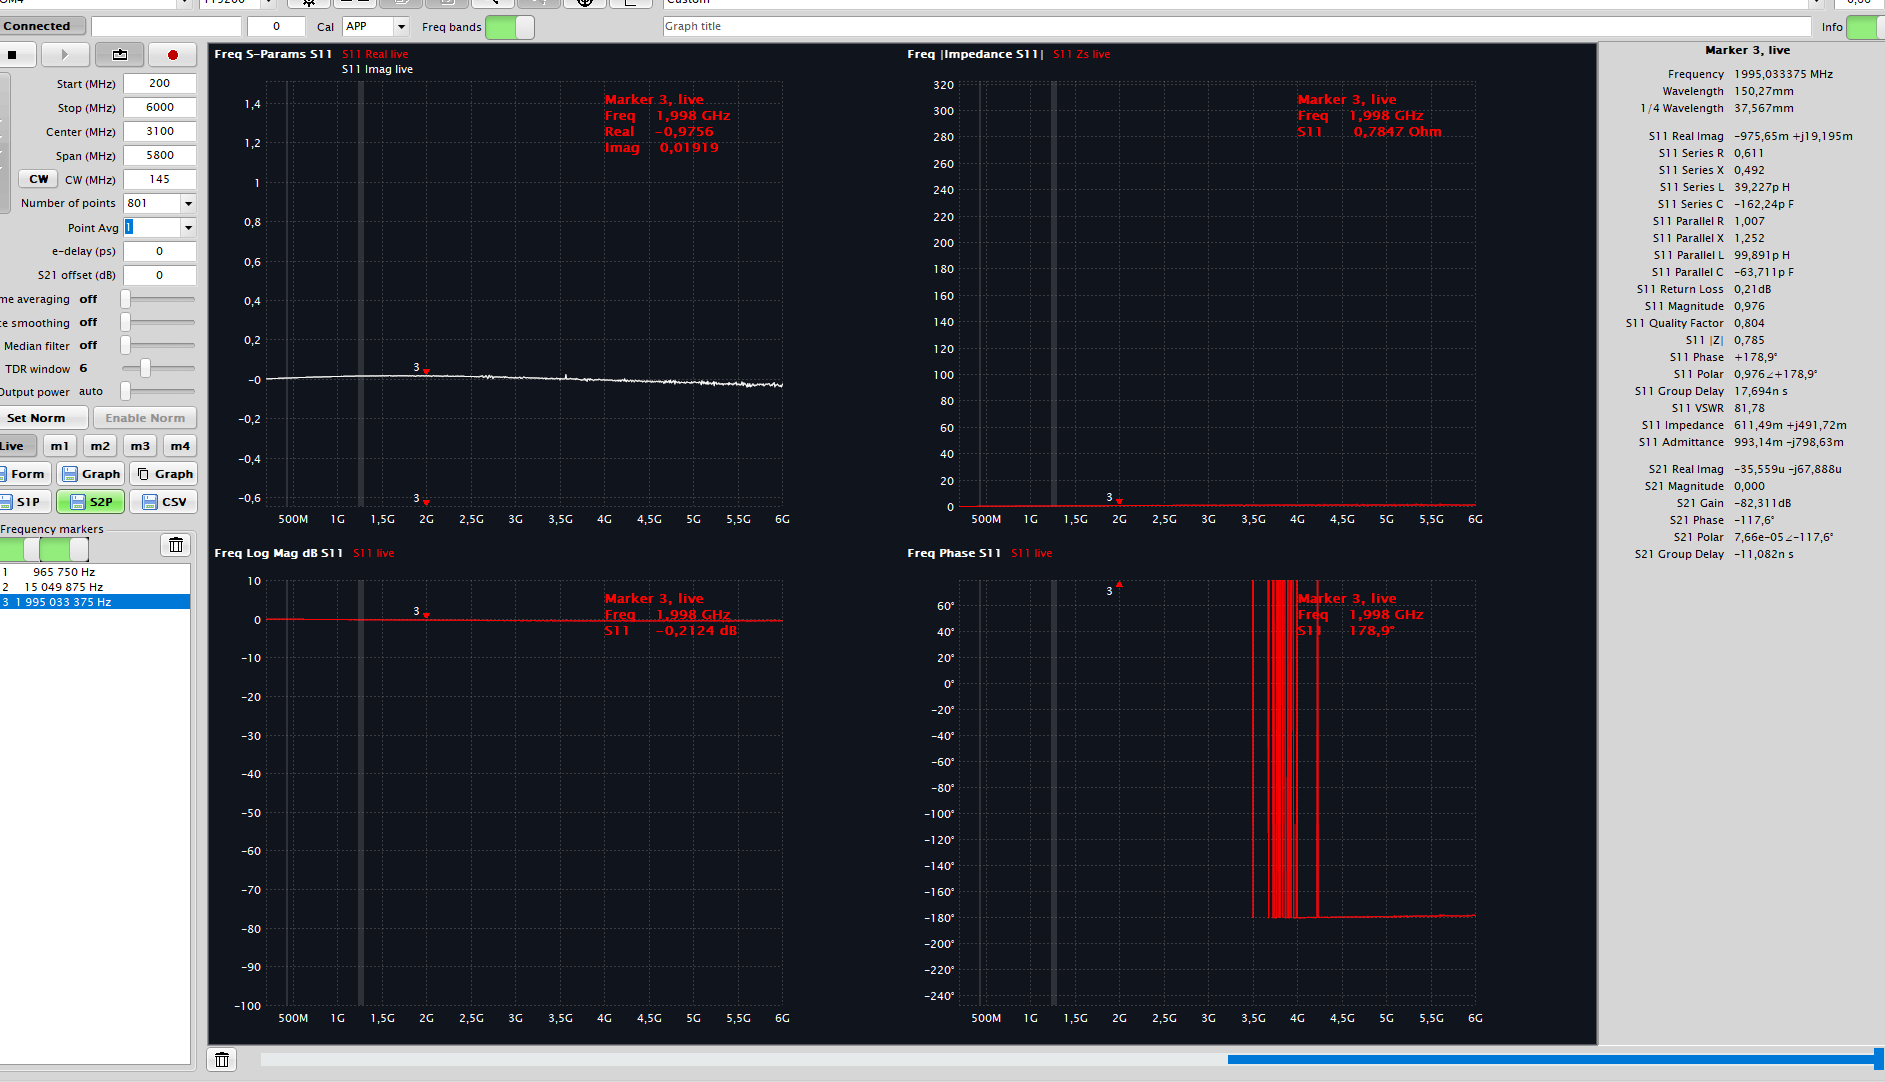 Custom
0,00
Connected
0
Cal
APP
Freq bands
Graph title
Info
Start (MHz) 200
Stop (MHz) 6000
Center (MHz) 3100
Span (MHz) 5800
CW CW (MHz) 145
Number of points 801
Point Avg 1
e-delay (ps) 0
S21 offset (dB) 0
me averaging off
ce smoothing off
Median filter off
TDR window 6
Output power auto
Set Norm Enable Norm
Live m1 m2 m3 m4
Form Graph Graph
S1P S2P CSV
Frequency markers
1 965 750 Hz
2 15 049 875 Hz
3 1 995 033 375 Hz
Freq S-Params S11 S11 Real live
S11 Imag live
Marker 3, live
Freq 1,998 GHz
Real -0,9756
Imag 0,01919
1,4
1,2
1
0,8
0,6
0,4
0,2
-0
-0,2
-0,4
-0,6
3
3
500M 1G 1,5G 2G 2,5G 3G 3,5G 4G 4,5G 5G 5,5G 6G
Freq |Impedance S11| S11 Zs live
Marker 3, live
Freq 1,998 GHz
S11 0,7847 Ohm
320
300
280
260
240
220
200
180
160
140
120
100
80
60
40
20
0
3
500M 1G 1,5G 2G 2,5G 3G 3,5G 4G 4,5G 5G 5,5G 6G
Freq Log Mag dB S11 S11 live
Marker 3, live
Freq 1,998 GHz
S11 -0,2124 dB
10
0
-10
-20
-30
-40
-50
-60
-70
-80
-90
-100
3
500M 1G 1,5G 2G 2,5G 3G 3,5G 4G 4,5G 5G 5,5G 6G
Freq Phase S11 S11 live
Marker 3, live
Freq 1,998 GHz
S11 178,9°
3
60°
40°
20°
0°
-20°
-40°
-60°
-80°
-100°
-120°
-140°
-160°
-180°
-200°
-220°
-240°
500M 1G 1,5G 2G 2,5G 3G 3,5G 4G 4,5G 5G 5,5G 6G
Marker 3, live
Frequency 1995,033375 MHz
Wavelength 150,27mm
1/4 Wavelength 37,567mm
S11 Real Imag -975,65m +j19,195m
S11 Series R 0,611
S11 Series X 0,492
S11 Series L 39,227p H
S11 Series C -162,24p F
S11 Parallel R 1,007
S11 Parallel X 1,252
S11 Parallel L 99,891p H
S11 Parallel C -63,711p F
S11 Return Loss 0,21dB
S11 Magnitude 0,976
S11 Quality Factor 0,804
S11 |Z| 0,785
S11 Phase +178,9°
S11 Polar 0,976∠+178,9°
S11 Group Delay 17,694n s
S11 VSWR 81,78
S11 Impedance 611,49m +j491,72m
S11 Admittance 993,14m -j798,63m
S21 Real Imag -35,559u -j67,888u
S21 Magnitude 0,000
S21 Gain -82,311dB
S21 Phase -117,6°
S21 Polar 7,66e-05∠-117,6°
S21 Group Delay -11,082n s